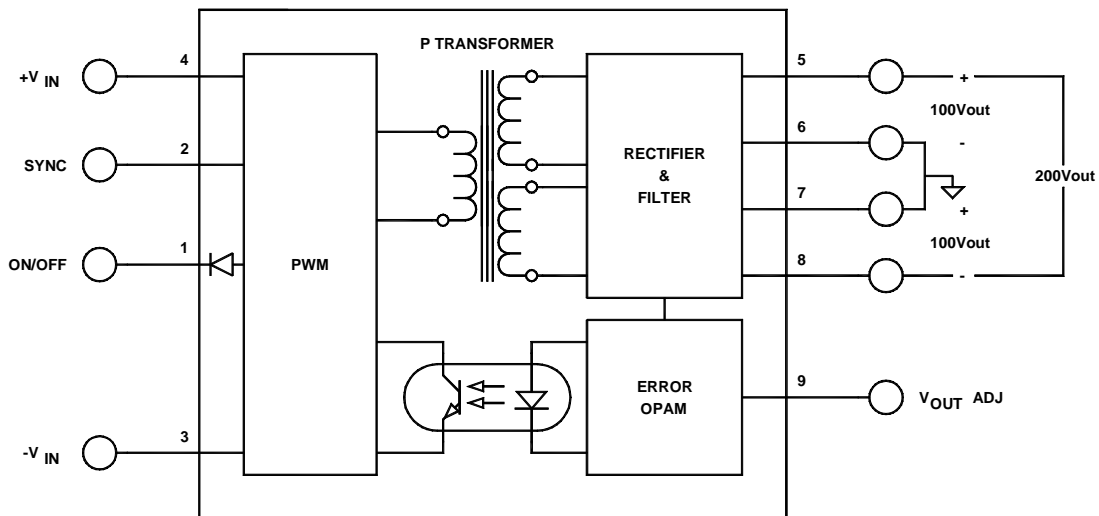 P TRANSFORMER
+V IN
4
SYNC
2
ON/OFF
1
-V IN
3
PWM
RECTIFIER
&
FILTER
ERROR
OPAM
5
+
100Vout
6
-
7
+
100Vout
8
-
200Vout
9
VOUT ADJ